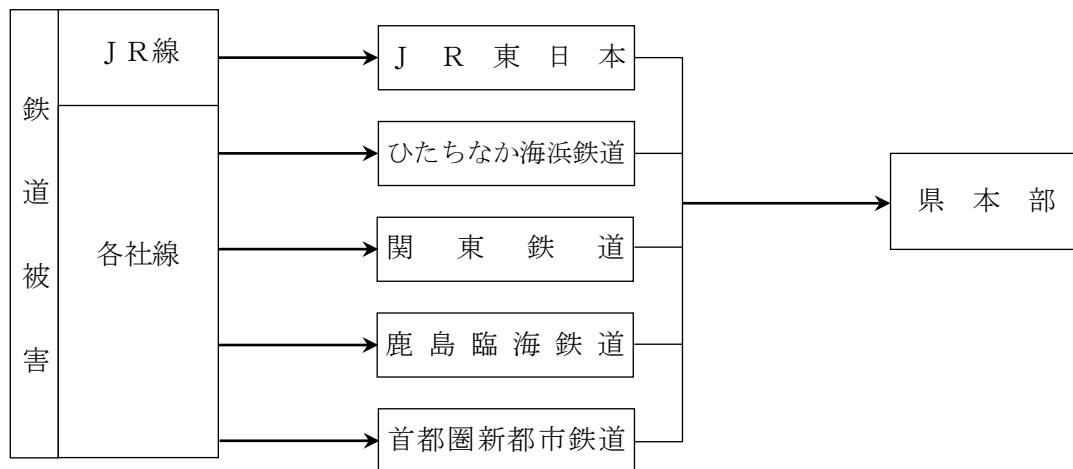 鉄道被害
ＪＲ線
各社線
ＪＲ東日本
ひたちなか海浜鉄道
関東鉄道
鹿島臨海鉄道
首都圏新都市鉄道
県本部